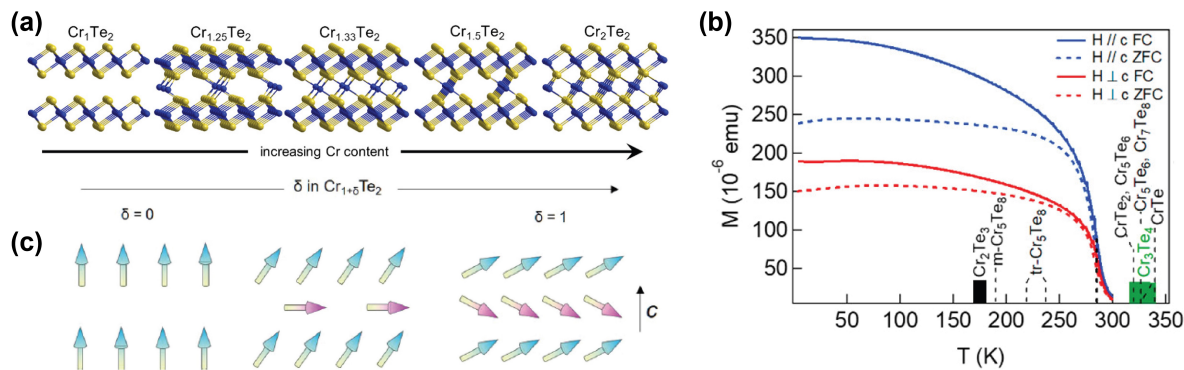 (a)
Cr₁Te₂
Cr₁.₂₅Te₂
Cr₁.₃₃Te₂
Cr₁.₅Te₂
Cr₂Te₂
increasing Cr content
δ in Cr₁₊δTe₂
δ = 0
δ = 1
(c)
c
(b)
M (10⁻⁶ emu)
350
300
250
200
150
100
50
H // c FC
H // c ZFC
H ⊥ c FC
H ⊥ c ZFC
Cr₂Te₃
m-Cr₅Te₈
tr-Cr₅Te₈
CrTe₂, Cr₅Te₆
Cr₃Te₄
Cr₅Te₆, Cr₇Te₈
CrTe
50
100
150
200
250
300
350
T (K)